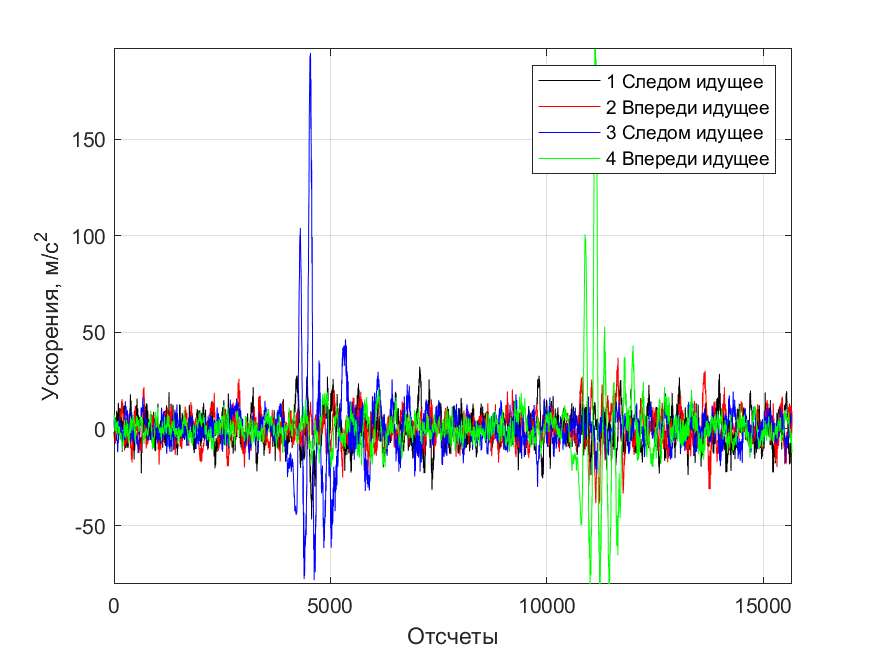 1 Следом идущее
2 Впереди идущее
3 Следом идущее
4 Впереди идущее
150
100
50
0
-50
0 5000 10000 15000
Отсчеты
Ускорения, м/с²